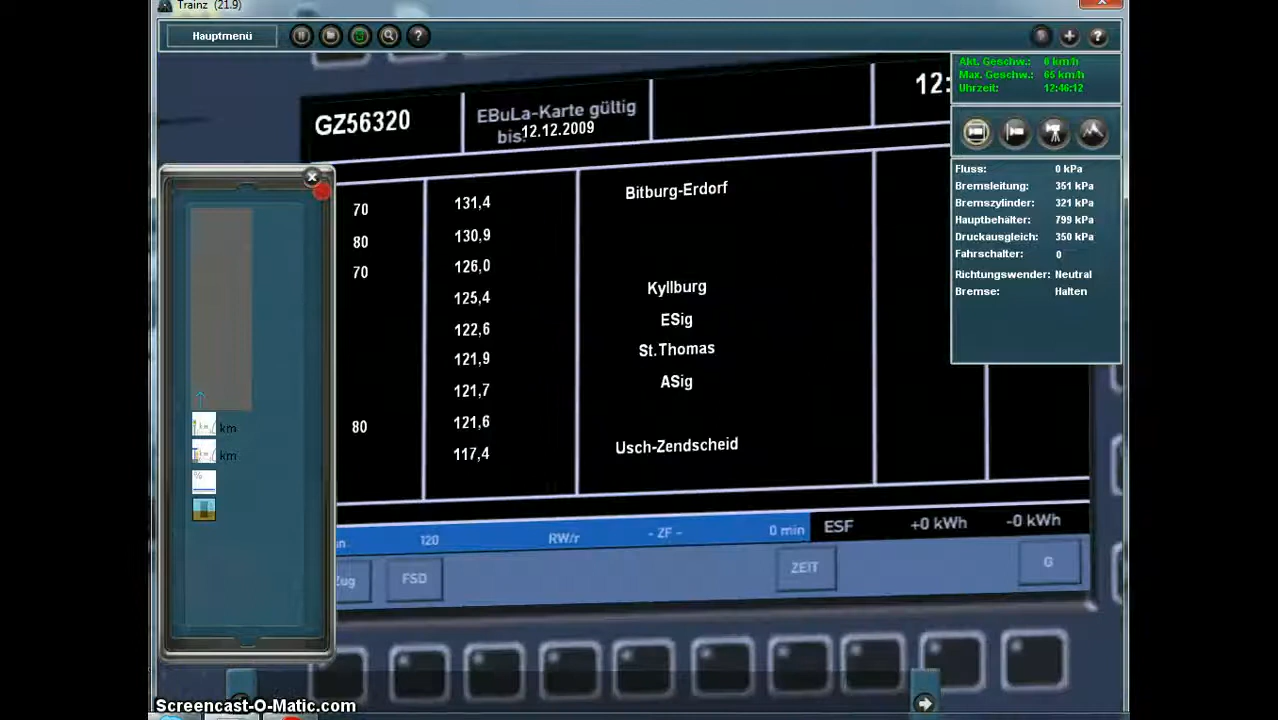 Trainz (21.9)
Hauptmenü
Akt. Geschw.: 0 km/h
Max. Geschw.: 65 km/h
Uhrzeit: 12:46:12
GZ56320
EBuLa-Karte gültig
bis: 12.12.2009
12:
Fluss: 0 kPa
Bremsleitung: 351 kPa
Bremszylinder: 321 kPa
Hauptbehälter: 799 kPa
Druckausgleich: 350 kPa
Fahrschalter: 0
Richtungswender: Neutral
Bremse: Halten
70 131,4 Bitburg-Erdorf
80 130,9
70 126,0
125,4 Kyllburg
122,6 ESig
121,9 St.Thomas
121,7 ASig
80 121,6
117,4 Usch-Zendscheid
km
km
%
120 RW/r - ZF - 0 min ESF +0 kWh -0 kWh
Zug FSD ZEIT G
Screencast-O-Matic.com